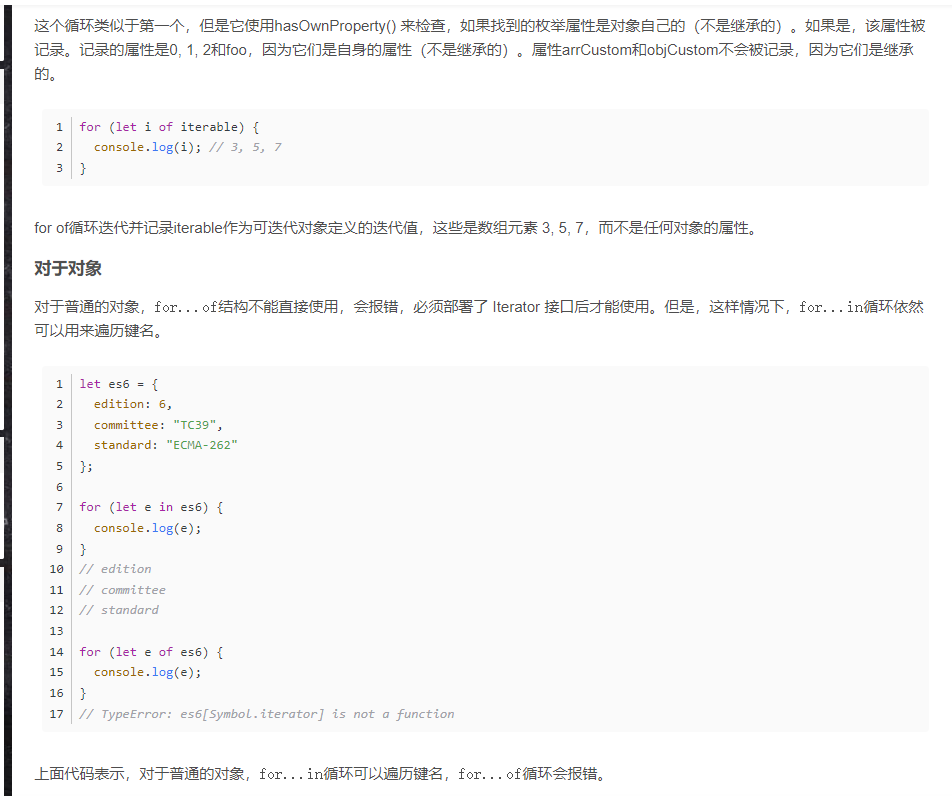 这个循环类似于第一个，但是它使用hasOwnProperty() 来检查，如果找到的枚举属性是对象自己的（不是继承的）。如果是，该属性被
记录。记录的属性是0, 1, 2和foo，因为它们是自身的属性（不是继承的）。属性arrCustom和objCustom不会被记录，因为它们是继承
的。
1 for (let i of iterable) {
2   console.log(i); // 3, 5, 7
3 }
for of循环迭代并记录iterable作为可迭代对象定义的迭代值，这些是数组元素 3, 5, 7，而不是任何对象的属性。
对于对象
对于普通的对象，for...of结构不能直接使用，会报错，必须部署了 Iterator 接口后才能使用。但是，这样情况下，for...in循环依然
可以用来遍历键名。
1 let es6 = {
2   edition: 6,
3   committee: "TC39",
4   standard: "ECMA-262"
5 };
6
7 for (let e in es6) {
8   console.log(e);
9 }
10 // edition
11 // committee
12 // standard
13
14 for (let e of es6) {
15   console.log(e);
16 }
17 // TypeError: es6[Symbol.iterator] is not a function
上面代码表示，对于普通的对象，for...in循环可以遍历键名，for...of循环会报错。